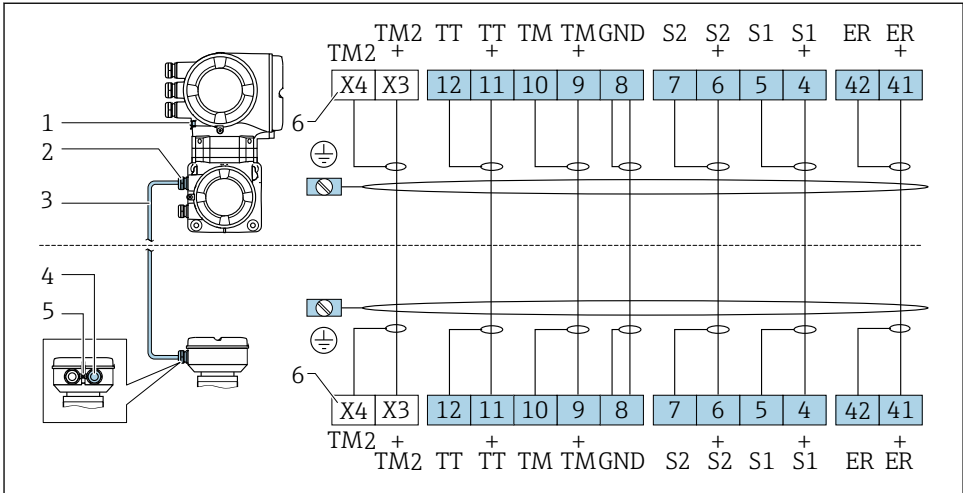 TM2 TT TT TM TM GND S2 S2 S1 S1 ER ER
TM2 + + + + + +
X4 X3 12 11 10 9 8 7 6 5 4 42 41
6
1
2
3
4
5
6
X4 X3 12 11 10 9 8 7 6 5 4 42 41
TM2 + + + + + +
TM2 TT TT TM TM GND S2 S2 S1 S1 ER ER